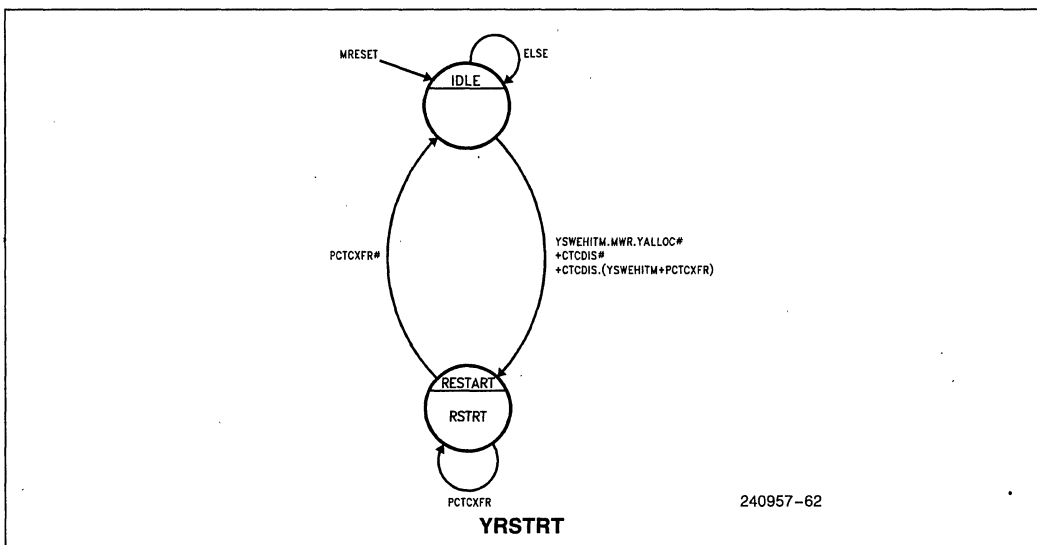 MRESET
ELSE
IDLE
PCTCXFR#
YSWEHITM.MWR.YALLOC#
+CTCDIS#
+CTCDIS.(YSWEHITM+PCTCXFR)
RESTART
RSTRT
PCTCXFR
240957-62
YRSTRT